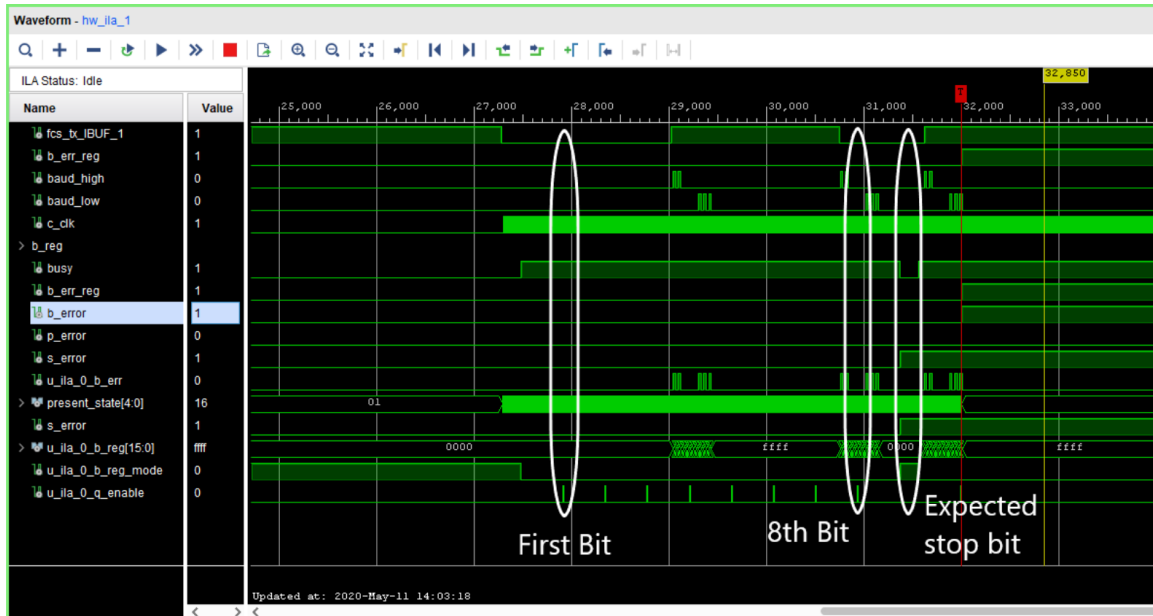 Waveform - hw_ila_1
ILA Status: Idle
Name Value
32,850
T
25,000 26,000 27,000 28,000 29,000 30,000 31,000 32,000 33,000
fcs_tx_IBUF_1 1
b_err_reg 1
baud_high 0
baud_low 0
c_clk 1
b_reg
busy 1
b_err_reg 1
b_error 1
p_error 0
s_error 1
u_ila_0_b_err 0
present_state[4:0] 16 01
s_error 1
u_ila_0_b_reg[15:0] ffff 0000 ffff 0000 ffff
u_ila_0_b_reg_mode 0
u_ila_0_q_enable 0
First Bit
8th Bit
Expected
stop bit
Updated at: 2020-May-11 14:03:18